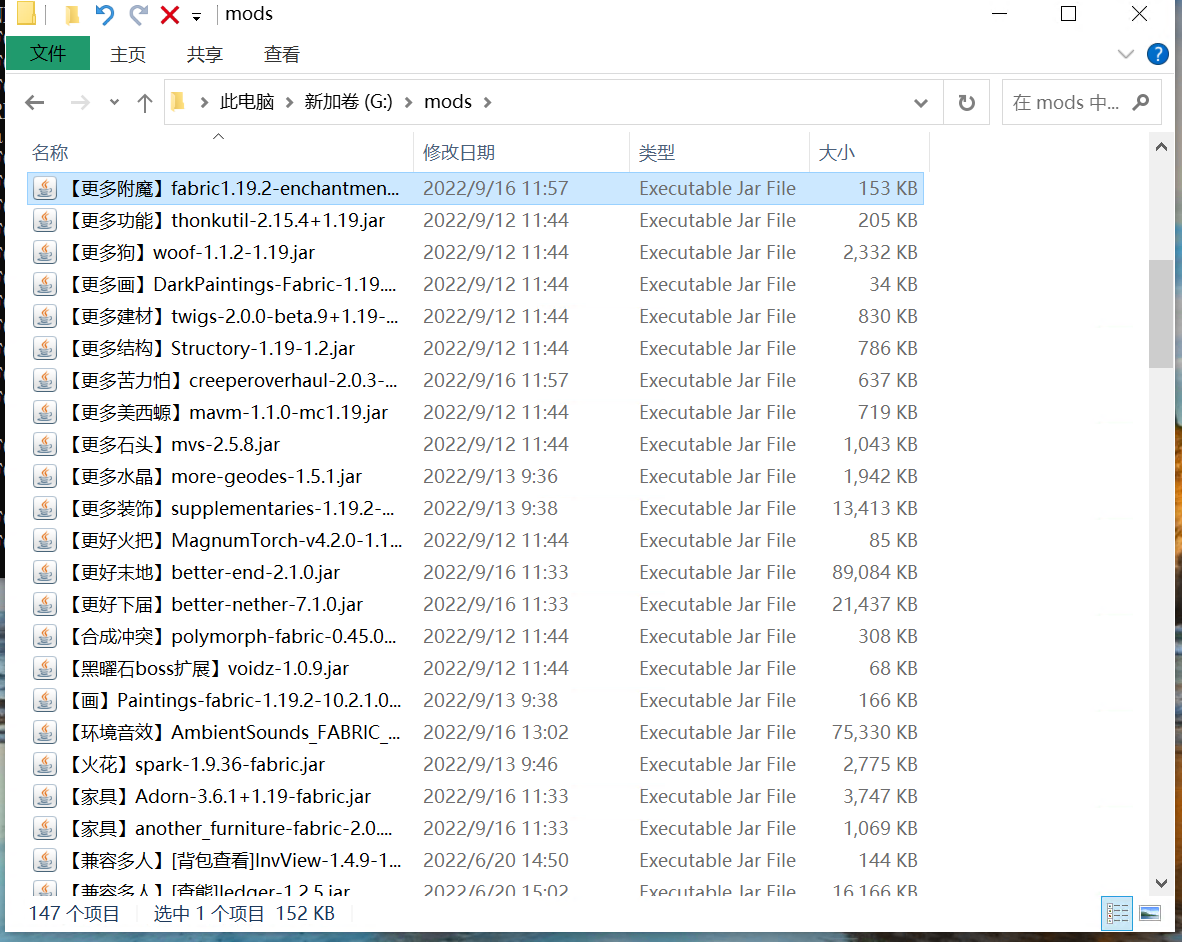 mods
文件 主页 共享 查看 ?
此电脑 新加卷 (G:) mods 在 mods 中...
名称 修改日期 类型 大小
【更多附魔】fabric1.19.2-enchantmen... 2022/9/16 11:57 Executable Jar File 153 KB
【更多功能】thonkutil-2.15.4+1.19.jar 2022/9/12 11:44 Executable Jar File 205 KB
【更多狗】woof-1.1.2-1.19.jar 2022/9/12 11:44 Executable Jar File 2,332 KB
【更多画】DarkPaintings-Fabric-1.19.... 2022/9/12 11:44 Executable Jar File 34 KB
【更多建材】twigs-2.0.0-beta.9+1.19-... 2022/9/12 11:44 Executable Jar File 830 KB
【更多结构】Structory-1.19-1.2.jar 2022/9/12 11:44 Executable Jar File 786 KB
【更多苦力怕】creeperoverhaul-2.0.3-... 2022/9/16 11:57 Executable Jar File 637 KB
【更多美西螈】mavm-1.1.0-mc1.19.jar 2022/9/12 11:44 Executable Jar File 719 KB
【更多石头】mvs-2.5.8.jar 2022/9/12 11:44 Executable Jar File 1,043 KB
【更多水晶】more-geodes-1.5.1.jar 2022/9/13 9:36 Executable Jar File 1,942 KB
【更多装饰】supplementaries-1.19.2-... 2022/9/13 9:38 Executable Jar File 13,413 KB
【更好火把】MagnumTorch-v4.2.0-1.1... 2022/9/12 11:44 Executable Jar File 85 KB
【更好末地】better-end-2.1.0.jar 2022/9/16 11:33 Executable Jar File 89,084 KB
【更好下届】better-nether-7.1.0.jar 2022/9/16 11:33 Executable Jar File 21,437 KB
【合成冲突】polymorph-fabric-0.45.0... 2022/9/12 11:44 Executable Jar File 308 KB
【黑曜石boss扩展】voidz-1.0.9.jar 2022/9/12 11:44 Executable Jar File 68 KB
【画】Paintings-fabric-1.19.2-10.2.1.0... 2022/9/13 9:38 Executable Jar File 166 KB
【环境音效】AmbientSounds_FABRIC_... 2022/9/16 13:02 Executable Jar File 75,330 KB
【火花】spark-1.9.36-fabric.jar 2022/9/13 9:46 Executable Jar File 2,775 KB
【家具】Adorn-3.6.1+1.19-fabric.jar 2022/9/16 11:33 Executable Jar File 3,747 KB
【家具】another_furniture-fabric-2.0.... 2022/9/16 11:33 Executable Jar File 1,069 KB
【兼容多人】[背包查看]InvView-1.4.9-1... 2022/6/20 14:50 Executable Jar File 144 KB
【兼容多人】[查能]ledger-1.2.5.jar 2022/6/20 15:02 Executable Jar File 16,166 KB
147 个项目 选中 1 个项目 152 KB